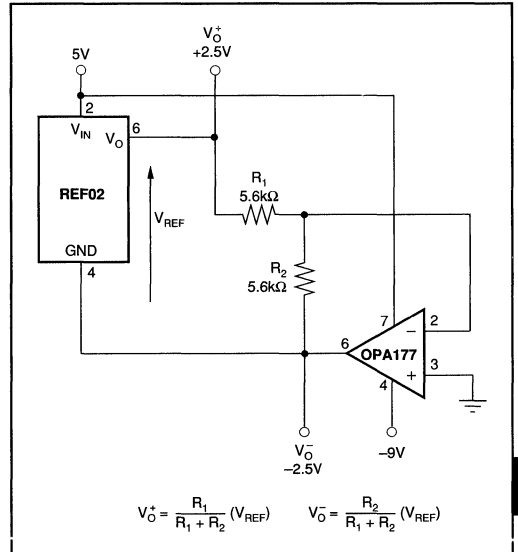 V_O^+
+2.5V
5V
2
V_IN
V_O
6
REF02
V_REF
GND
4
R_1
5.6kΩ
R_2
5.6kΩ
7
2
−
6
OPA177
+
3
4
V_O^−
−2.5V
−9V
V_O^+ = R_1 / (R_1 + R_2) (V_REF)    V_O^− = R_2 / (R_1 + R_2) (V_REF)